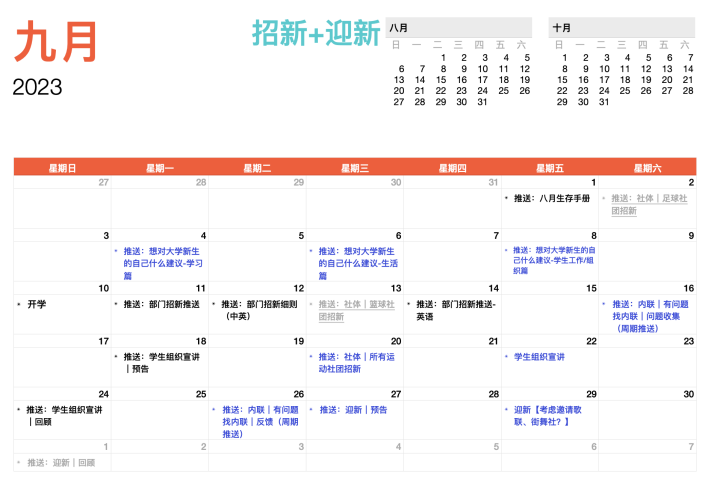 九月
2023
招新+迎新
八月
日 一 二 三 四 五 六
1 2 3 4 5
6 7 8 9 10 11 12
13 14 15 16 17 18 19
20 21 22 23 24 25 26
27 28 29 30 31
十月
日 一 二 三 四 五 六
1 2 3 4 5 6 7
8 9 10 11 12 13 14
15 16 17 18 19 20 21
22 23 24 25 26 27 28
29 30 31
星期日 星期一 星期二 星期三 星期四 星期五 星期六
27 28 29 30 31 1 2
• 推送：八月生存手册
• 推送：社体｜足球社
团招新
3 4 5 6 7 8 9
• 推送：想对大学新生
的自己什么建议-学习
篇
• 推送：想对大学新生
的自己什么建议-生活
篇
• 推送：想对大学新生的自
己什么建议-学生工作/组
织篇
10 11 12 13 14 15 16
• 开学
• 推送：部门招新推送
• 推送：部门招新细则
（中英）
• 推送：社体｜篮球社
团招新
• 推送：部门招新推送-
英语
• 推送：内联｜有问题
找内联｜问题收集
（周期推送）
17 18 19 20 21 22 23
• 推送：学生组织宣讲
｜预告
• 推送：社体｜所有运
动社团招新
• 学生组织宣讲
24 25 26 27 28 29 30
• 推送：学生组织宣讲
｜回顾
• 推送：内联｜有问题
找内联｜反馈（周期
推送）
• 推送：迎新｜预告
• 迎新【考虑邀请歌
联、街舞社？】
1 2 3 4 5 6 7
• 推送：迎新｜回顾